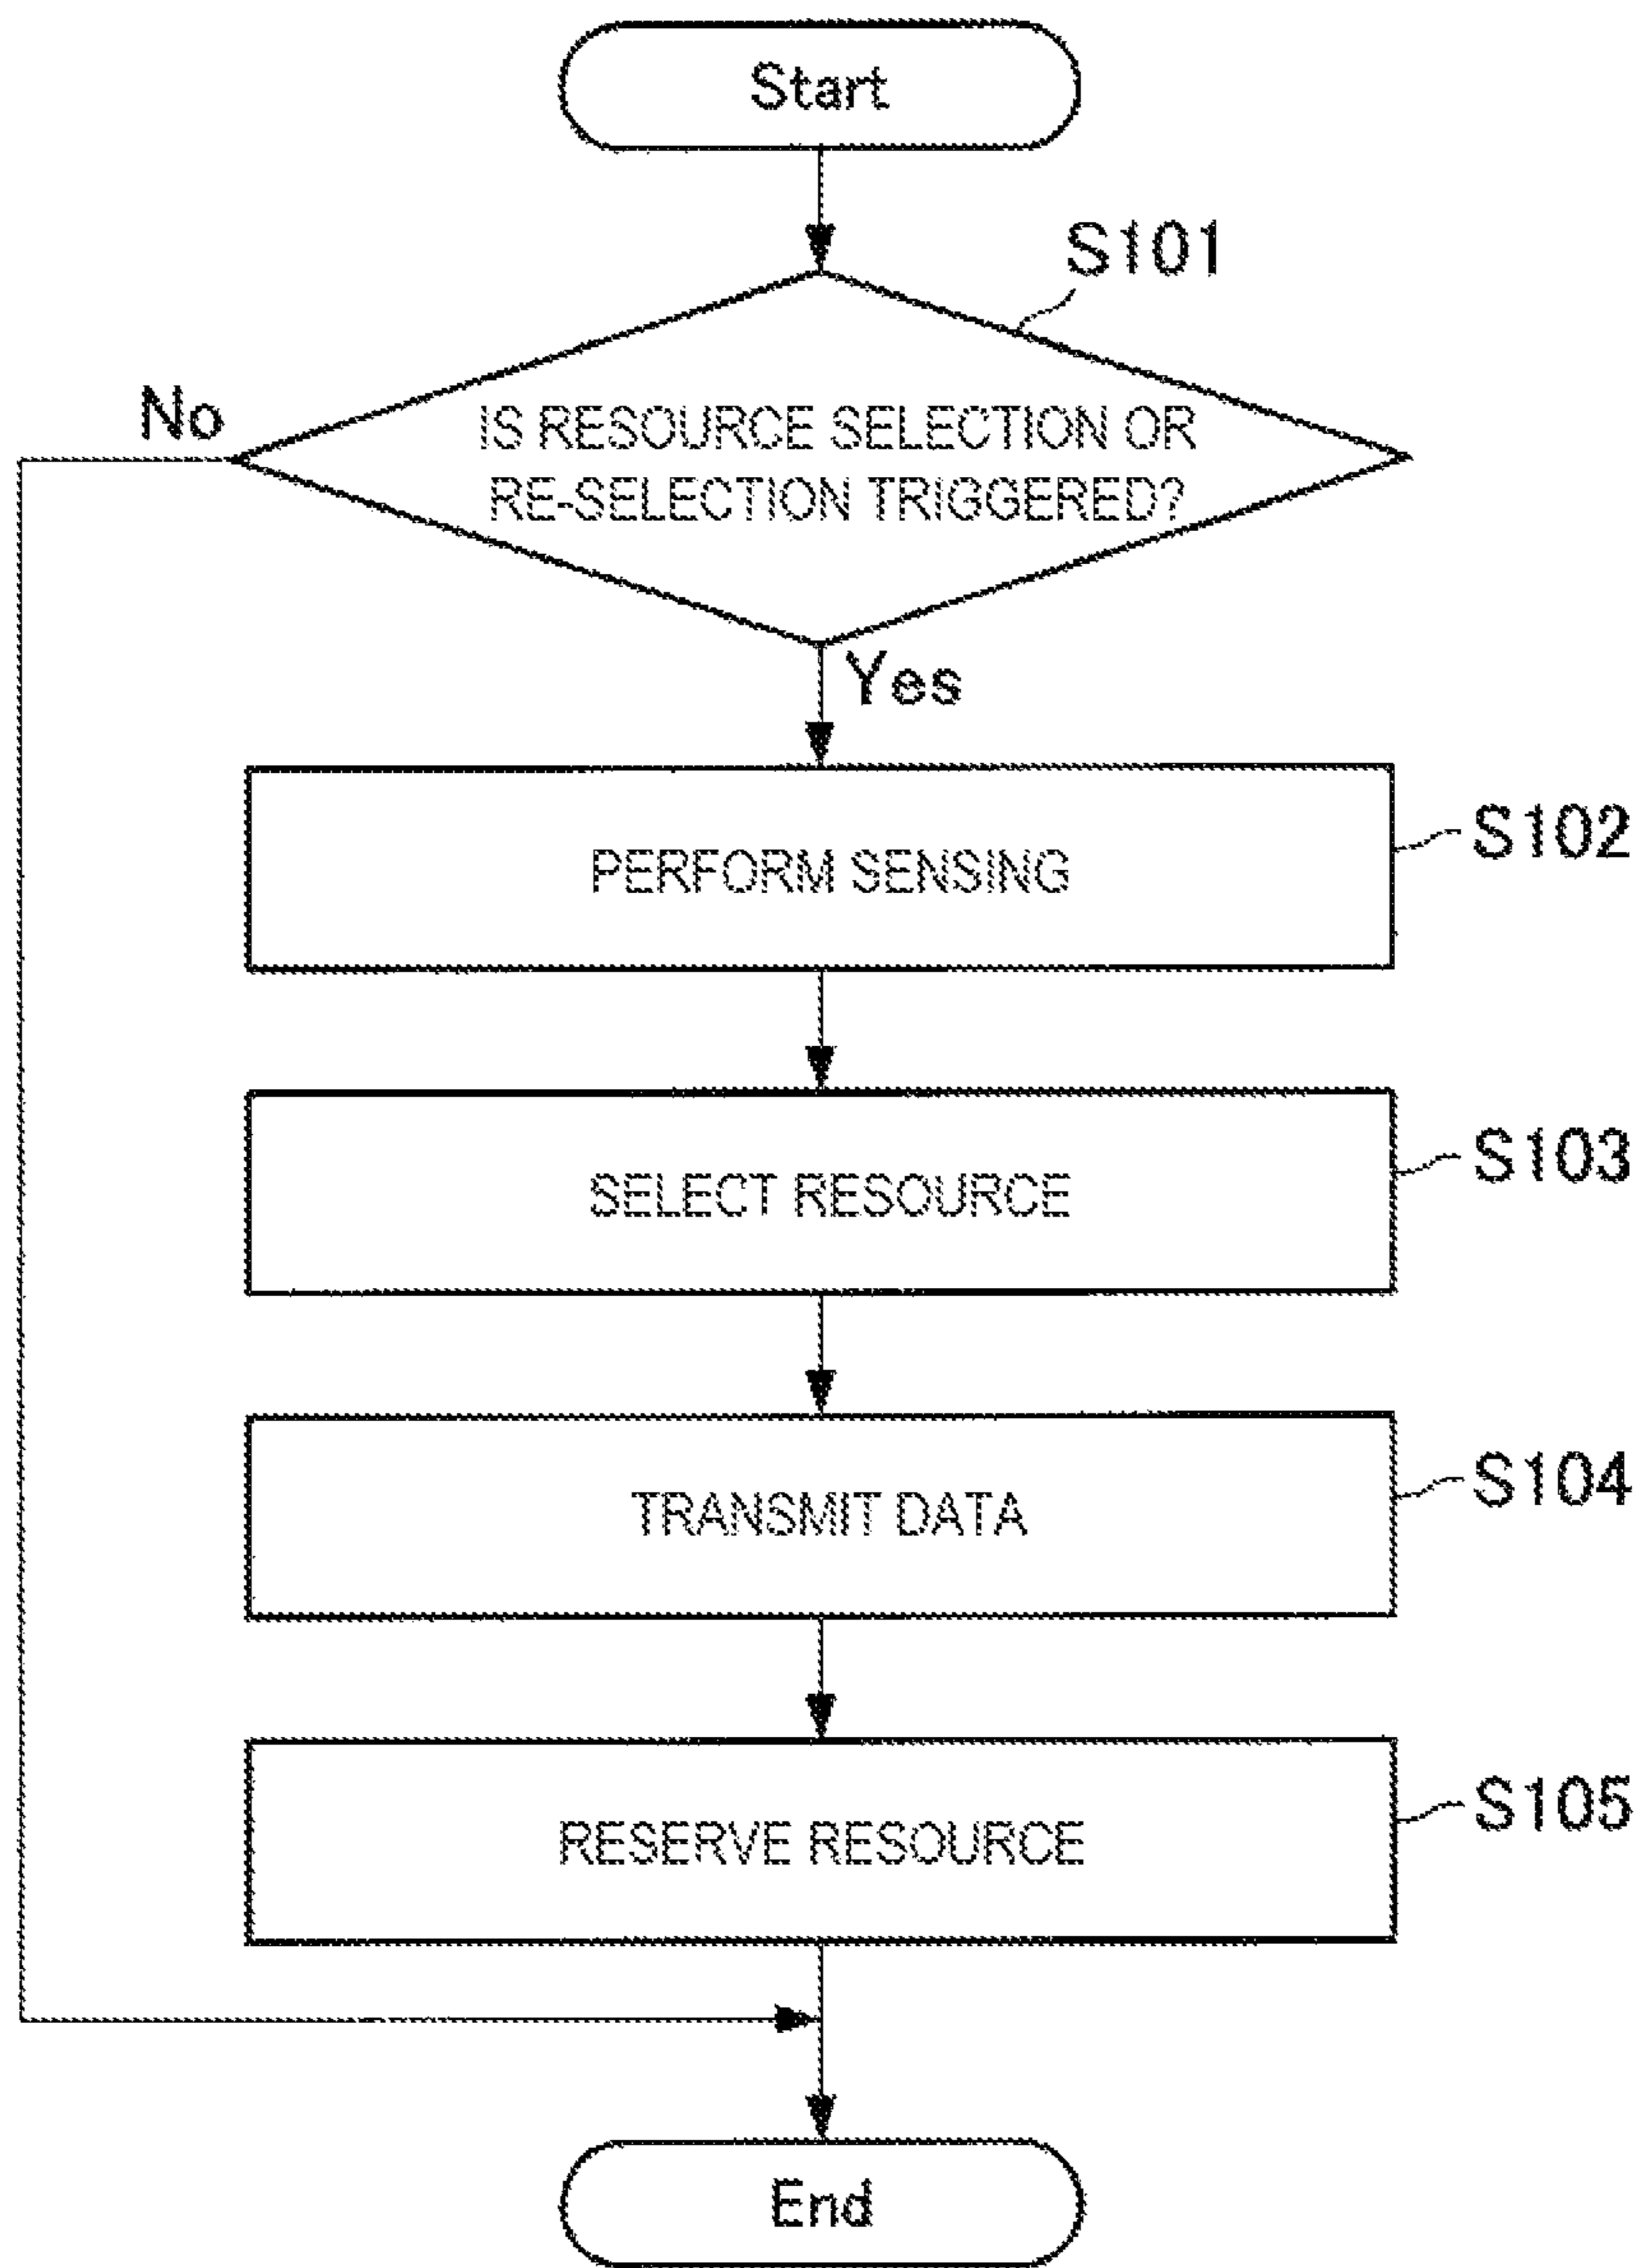 Start
S101
No
IS RESOURCE SELECTION OR
RE-SELECTION TRIGGERED?
Yes
PERFORM SENSING
S102
SELECT RESOURCE
S103
TRANSMIT DATA
S104
RESERVE RESOURCE
S105
End